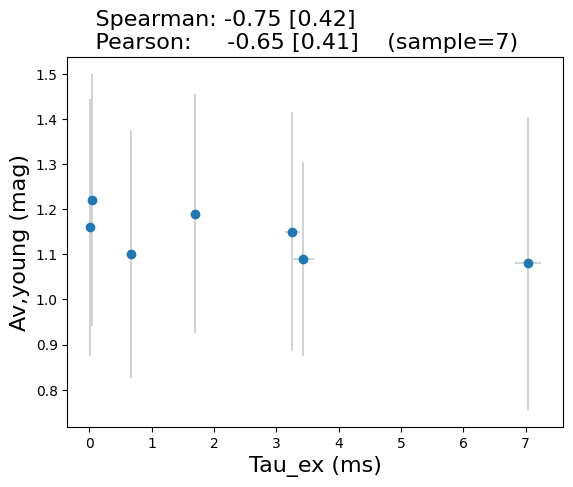 Spearman: -0.75 [0.42]
Pearson: -0.65 [0.41] (sample=7)
1.5
1.4
1.3
1.2
1.1
1.0
0.9
0.8
Av,young (mag)
0 1 2 3 4 5 6 7
Tau_ex (ms)